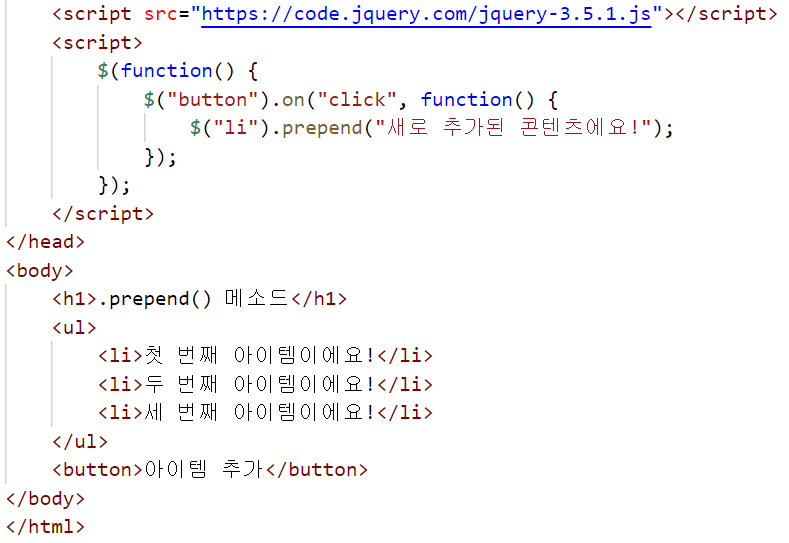 <script src="https://code.jquery.com/jquery-3.5.1.js"></script>
<script>
$(function() {
$("button").on("click", function() {
$("li").prepend("새로 추가된 콘텐츠에요!");
});
});
</script>
</head>
<body>
<h1>.prepend() 메소드</h1>
<ul>
<li>첫 번째 아이템이에요!</li>
<li>두 번째 아이템이에요!</li>
<li>세 번째 아이템이에요!</li>
</ul>
<button>아이템 추가</button>
</body>
</html>